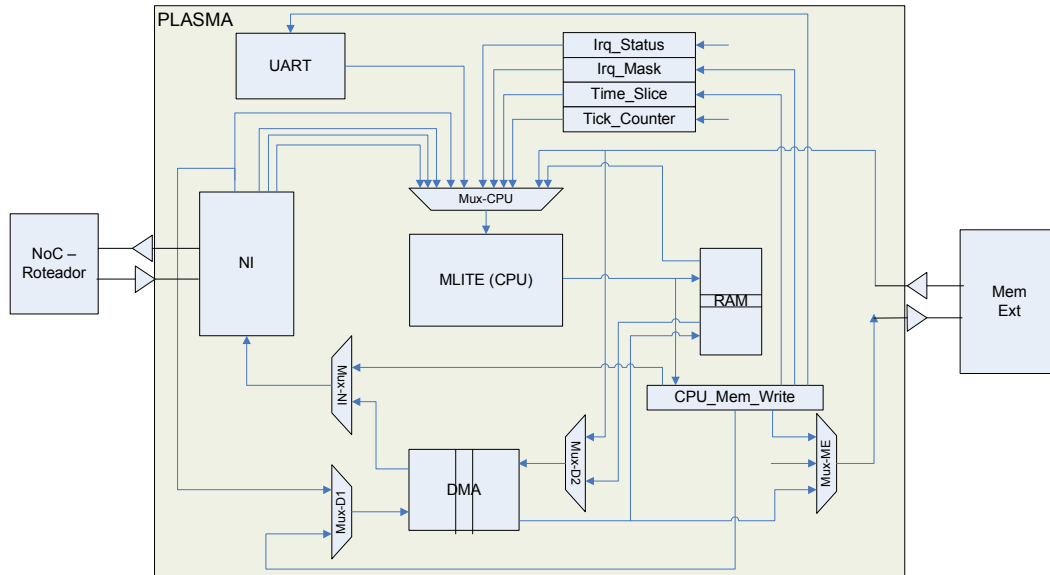 PLASMA
UART
Irq_Status
Irq_Mask
Time_Slice
Tick_Counter
Mux-CPU
NoC –
Roteador
NI
MLITE (CPU)
RAM
Mem
Ext
Mux-NI
CPU_Mem_Write
Mux-D2
Mux-ME
DMA
Mux-D1